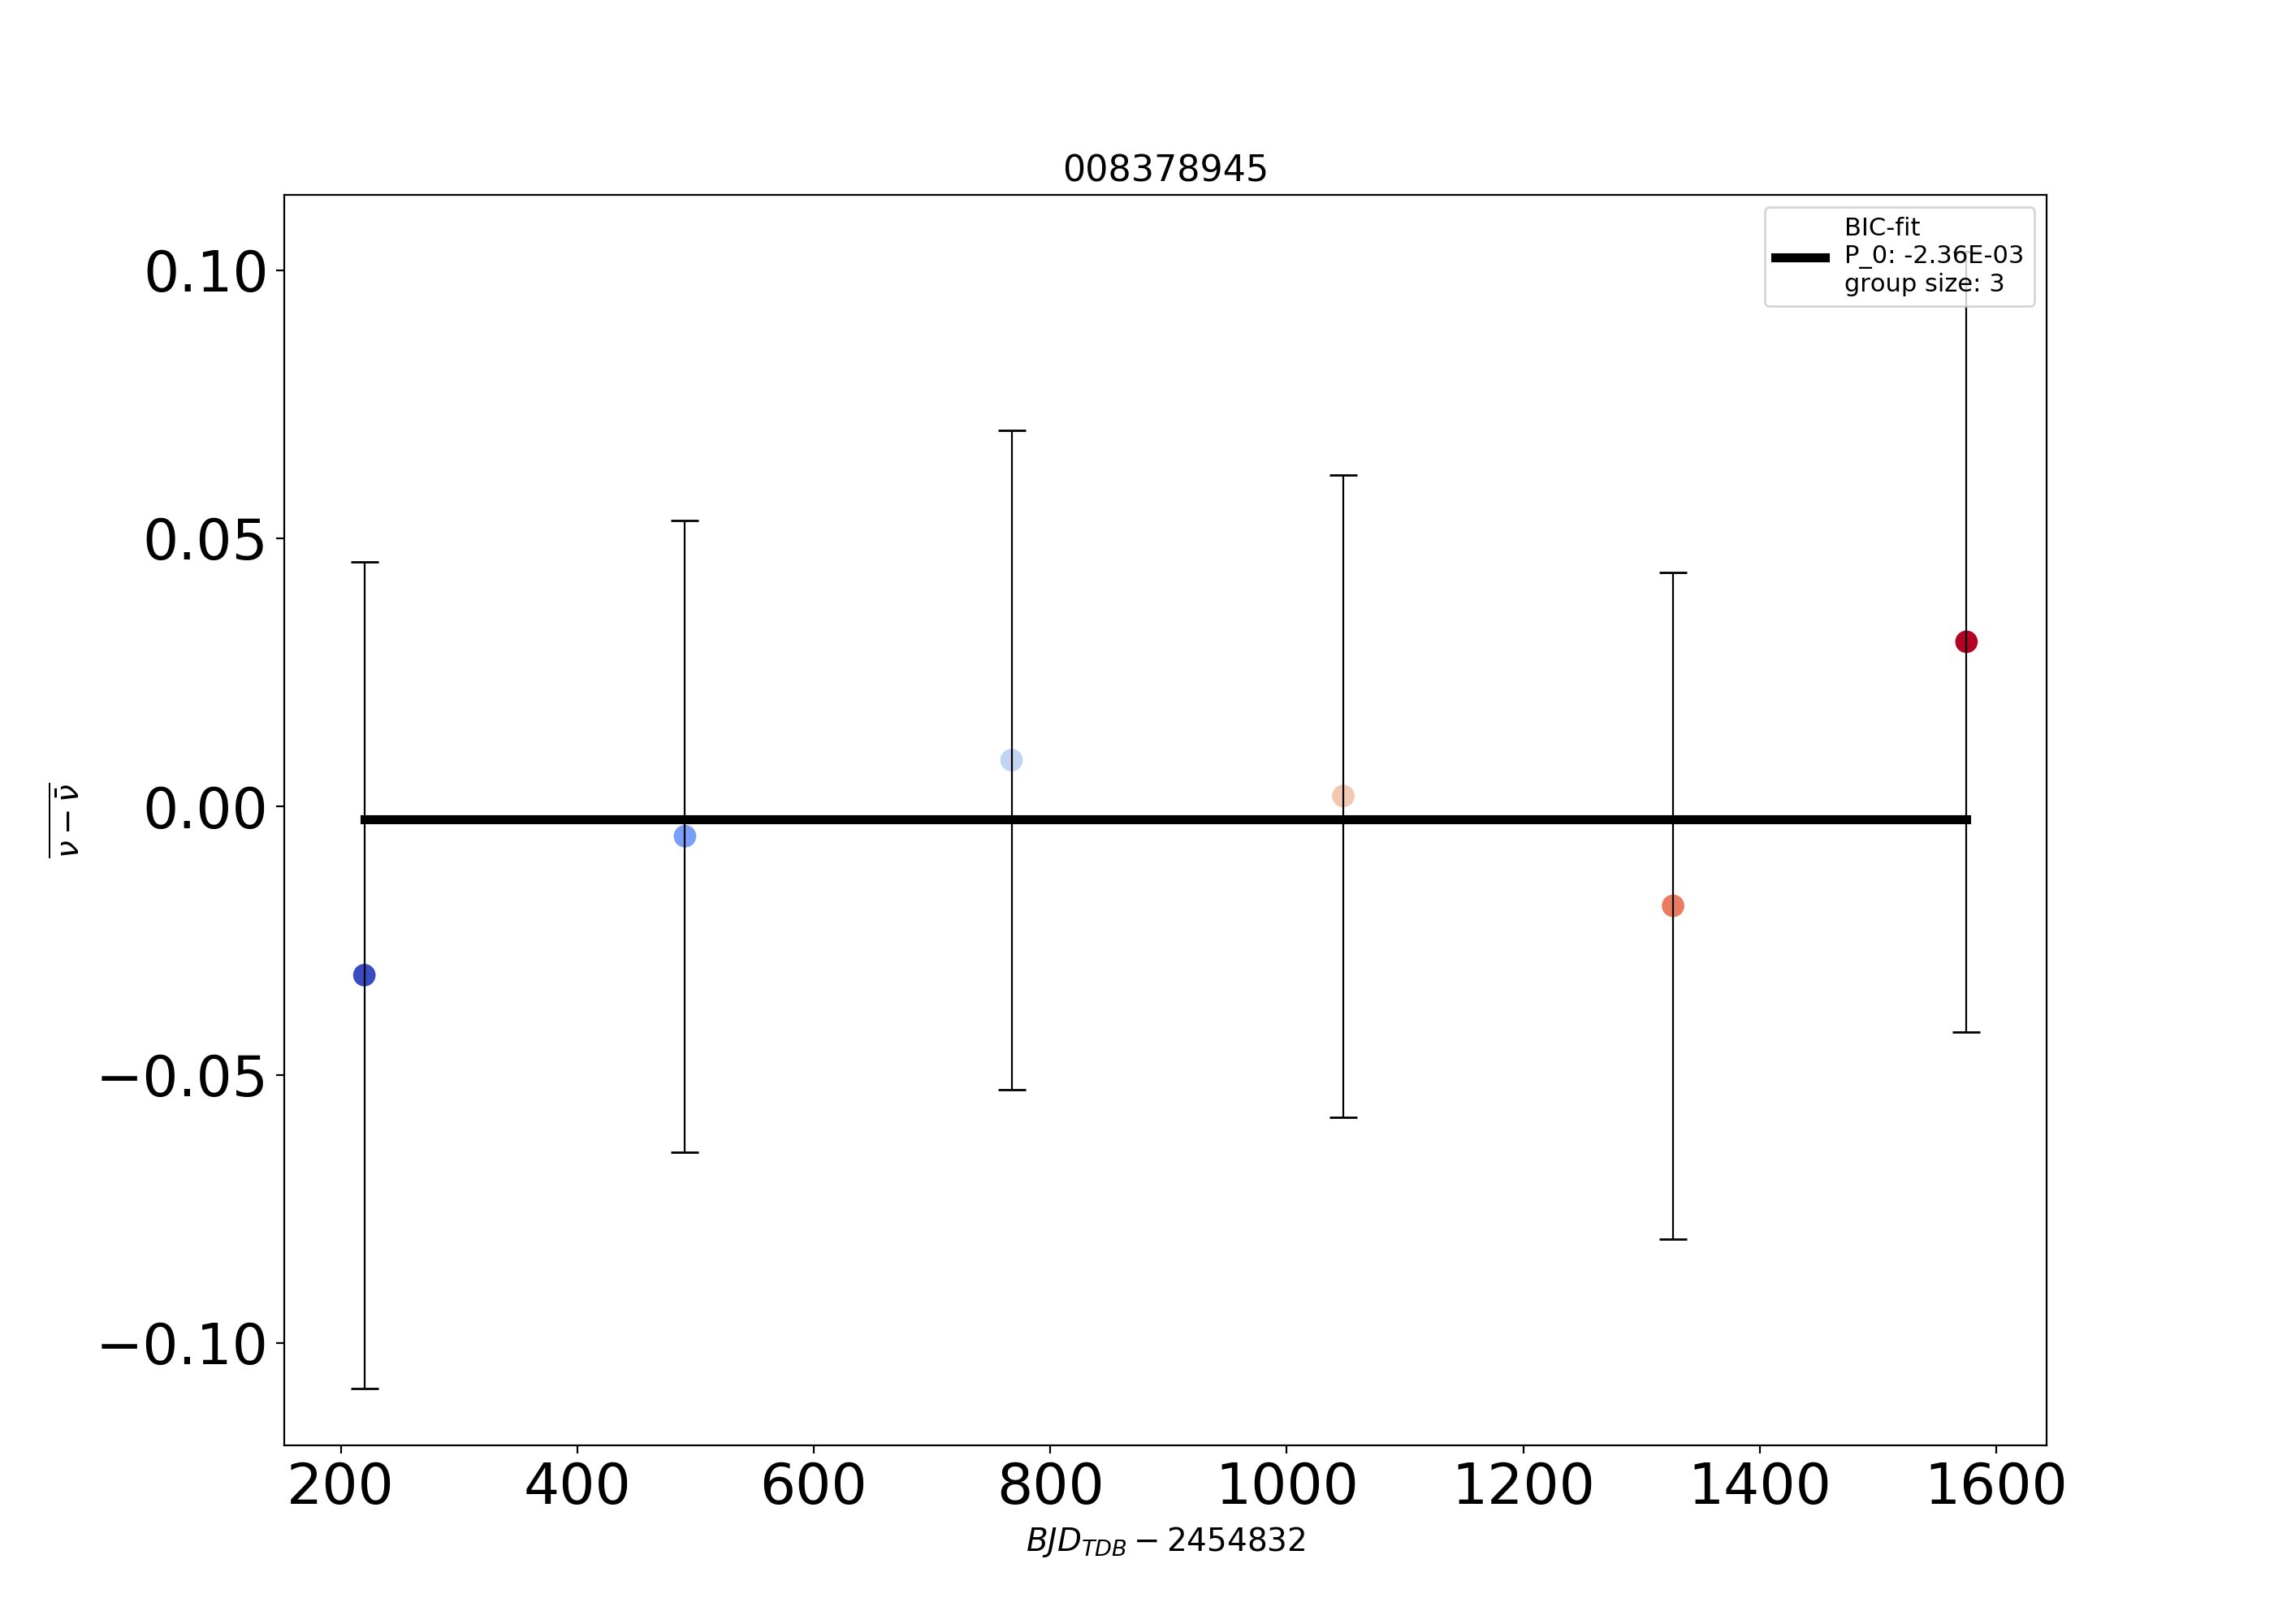 008378945
BIC-fit
P_0: -2.36E-03
group size: 3
0.10
0.05
0.00
−0.05
−0.10
ν − ν̄
200 400 600 800 1000 1200 1400 1600
BJD_TDB − 2454832